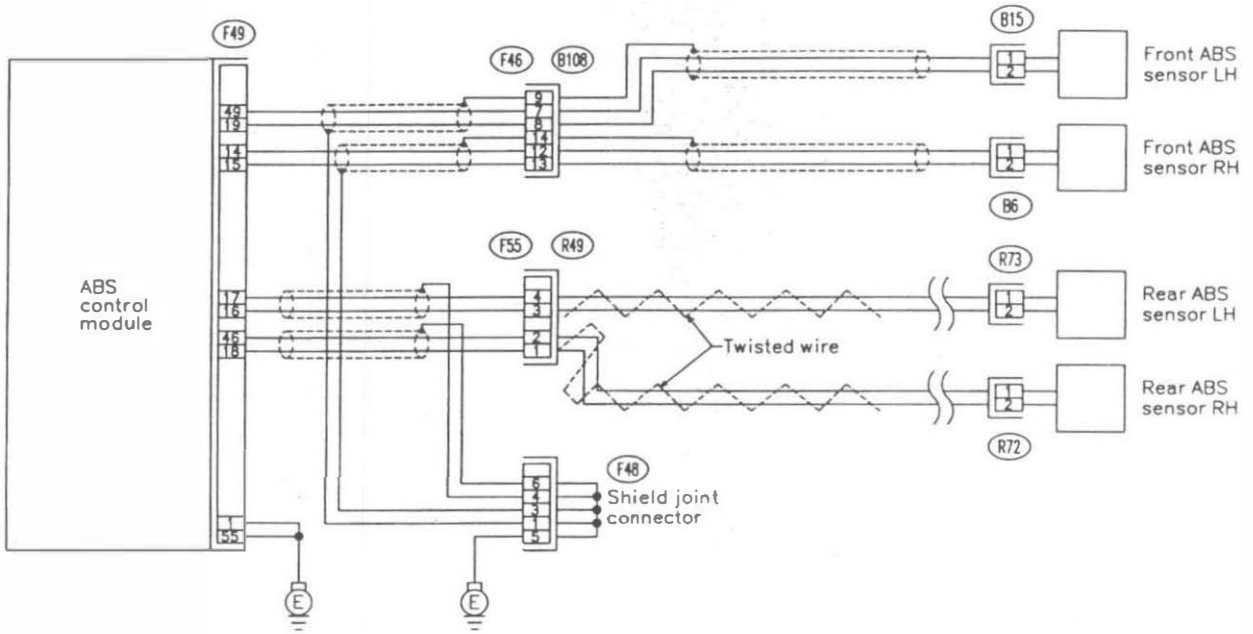 F49
B15
F46 B108
1
2
Front ABS
sensor LH
49
19
14
15
9
7
8
14
12
13
1
2
Front ABS
sensor RH
B6
F55 R49
R73
ABS
control
module
17
16
46
18
4
3
2
1
Twisted wire
1
2
Rear ABS
sensor LH
1
2
Rear ABS
sensor RH
R72
F48
6
4
3
1
5
Shield joint
connector
1
55
E
E